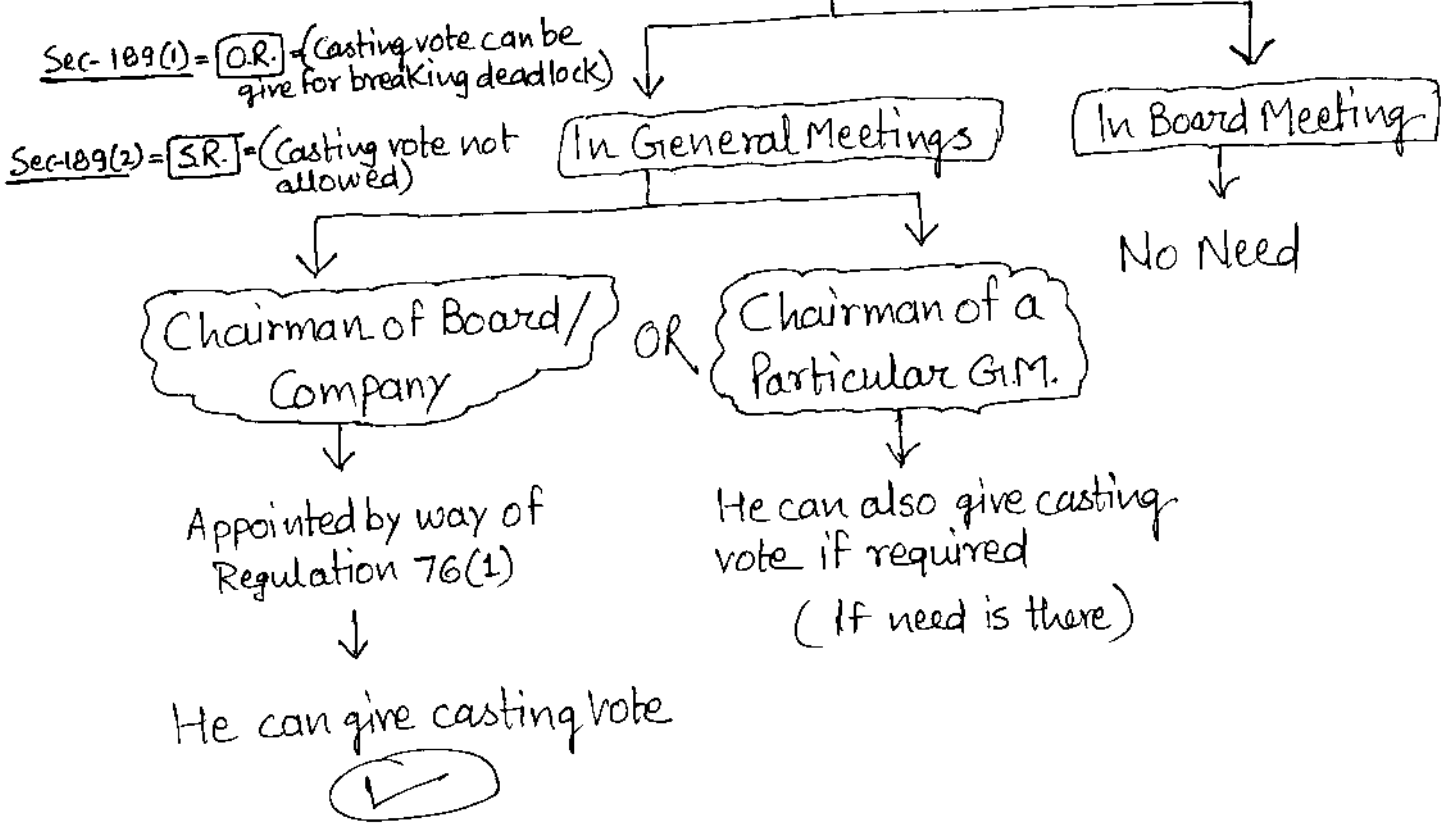 Sec-189(1)=[O.R.]=(Casting vote can be
give for breaking deadlock)
Sec-189(2)=[S.R.]=(Casting vote not
allowed)
In General Meetings
In Board Meeting
No Need
Chairman of Board/
Company
OR
Chairman of a
Particular G.M.
Appointed by way of
Regulation 76(1)
He can give casting vote
He can also give casting
vote if required
(If need is there)